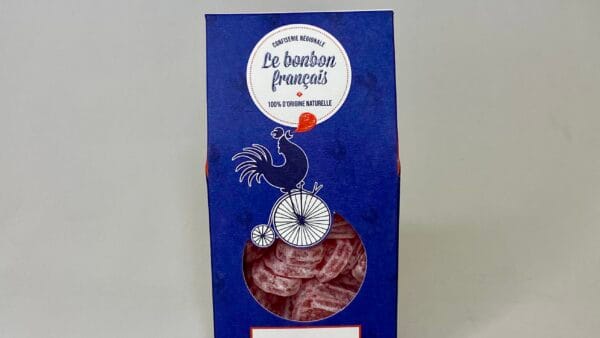 CONFISERIE RÉGIONALE
Le bonbon
français
100% D'ORIGINE NATURELLE